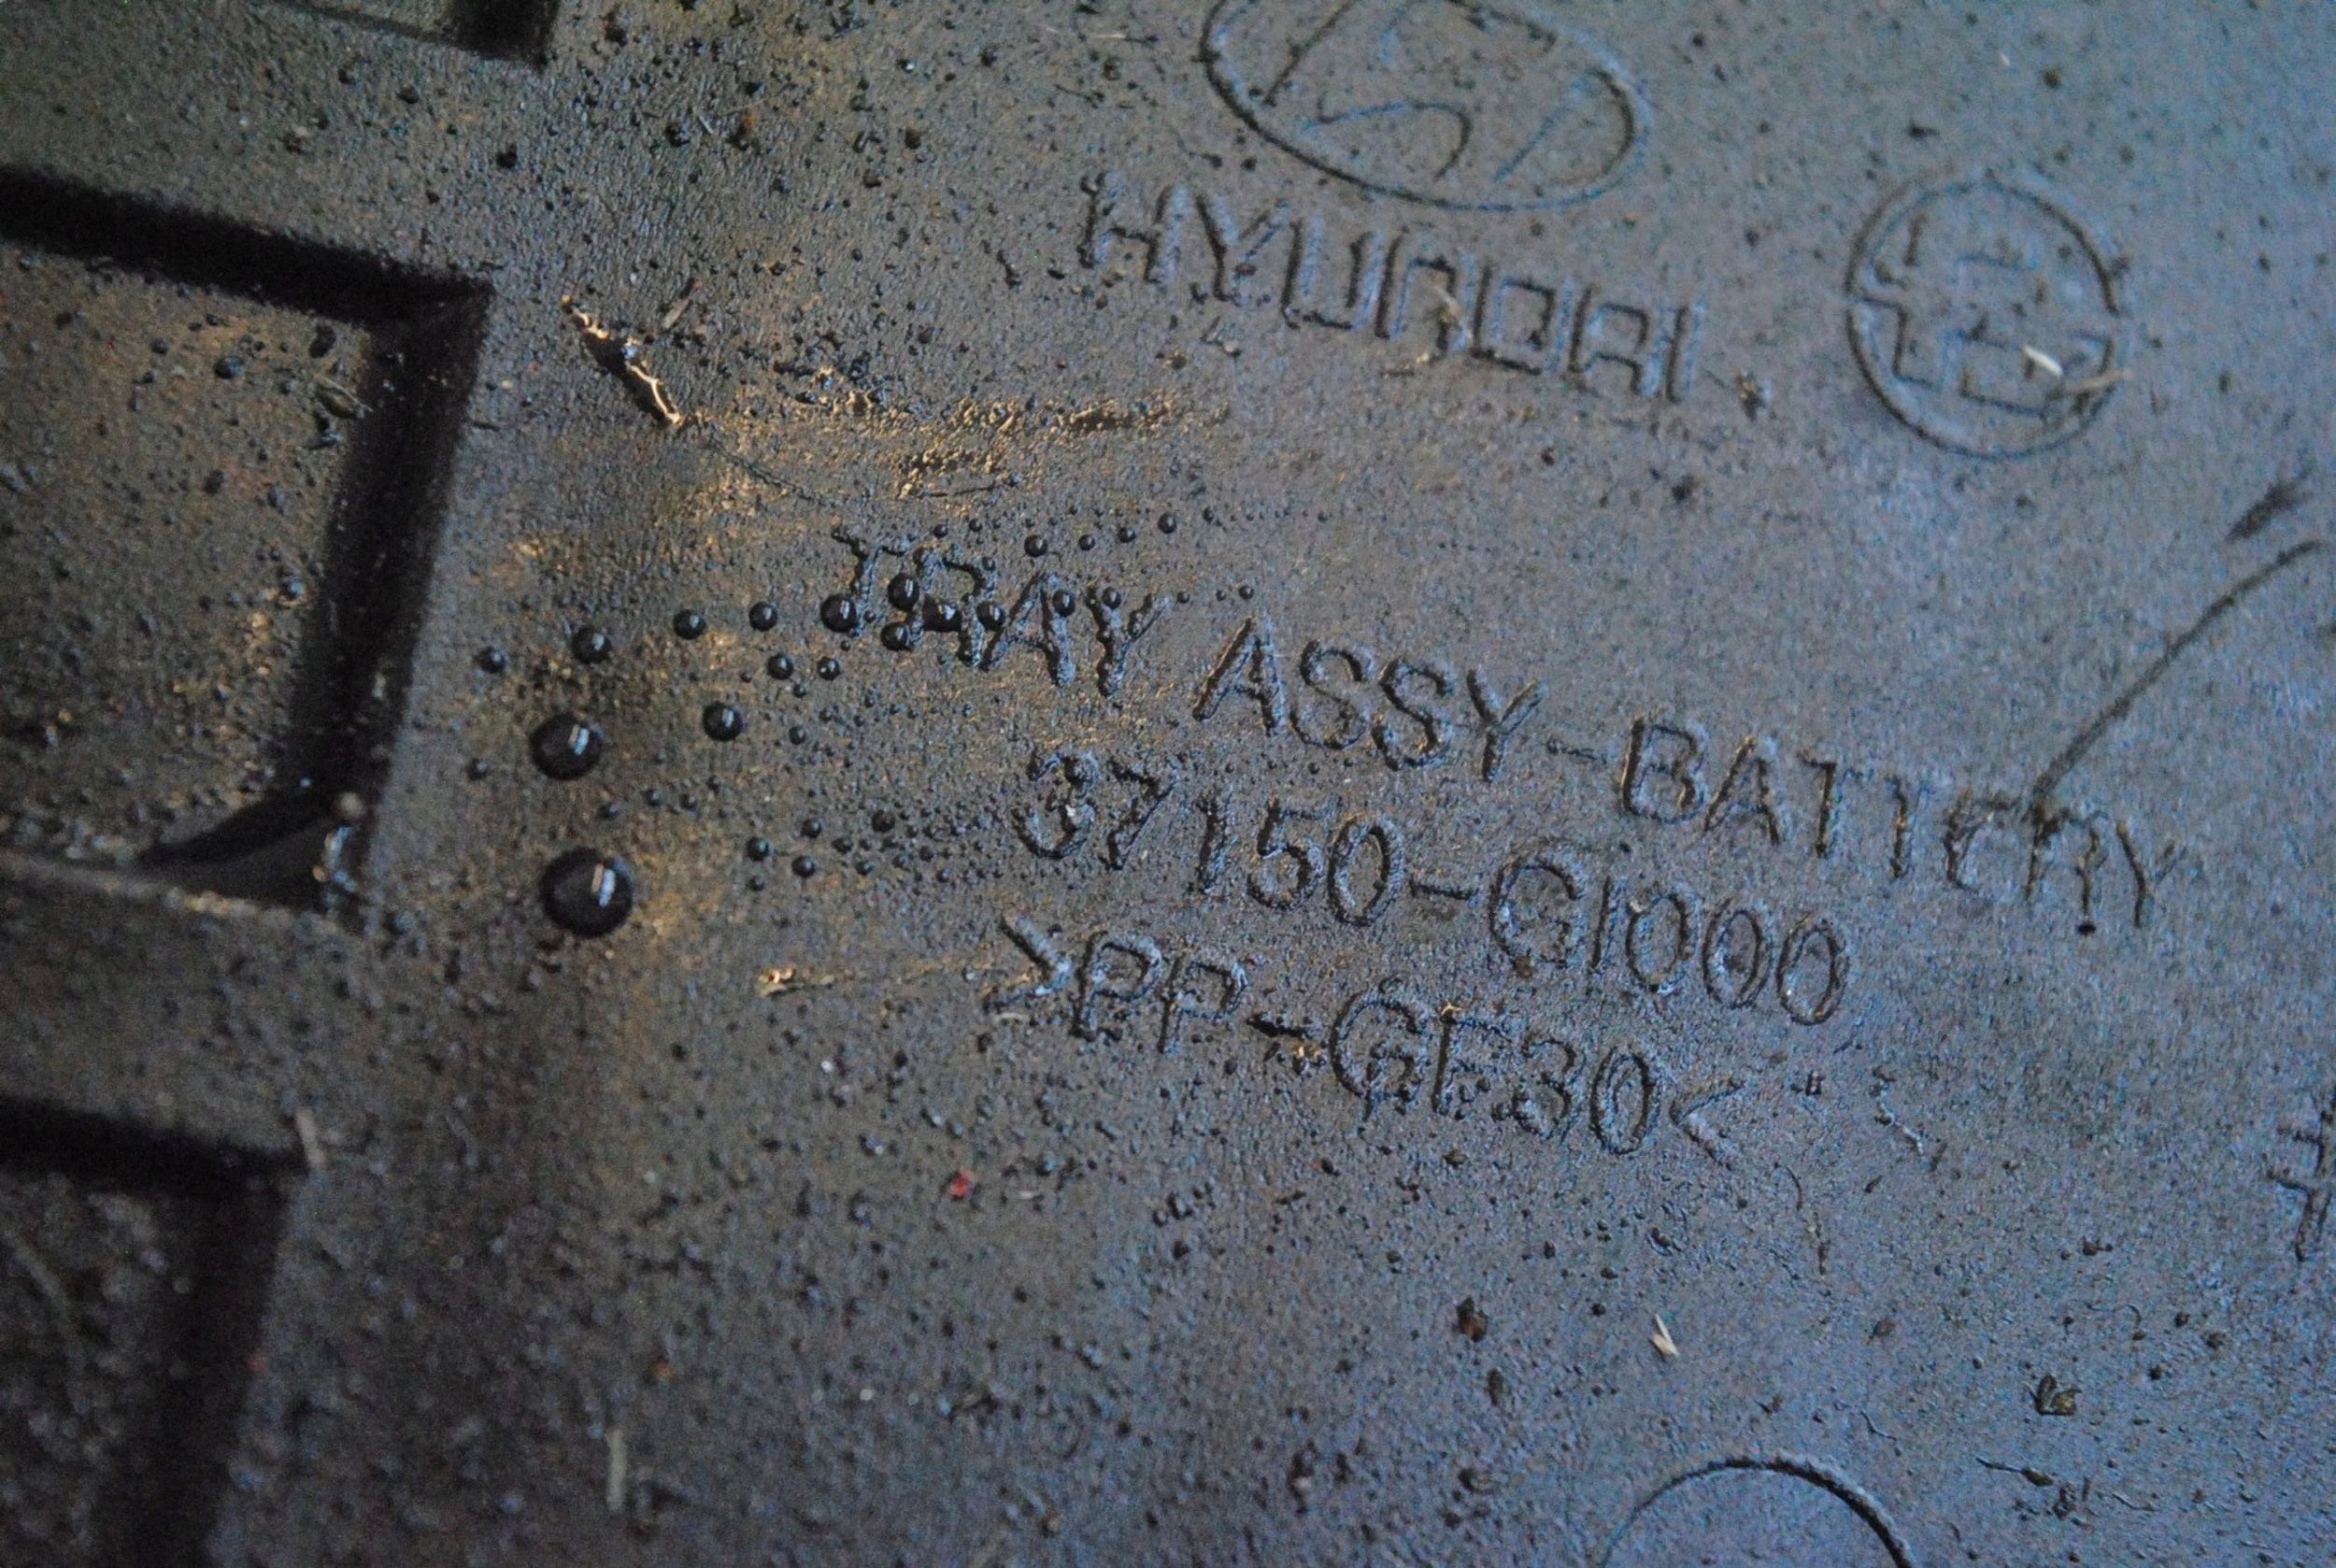 HYUNDAI
TRAY ASSY-BATTERY
37150-G1000
>PP-GF30<